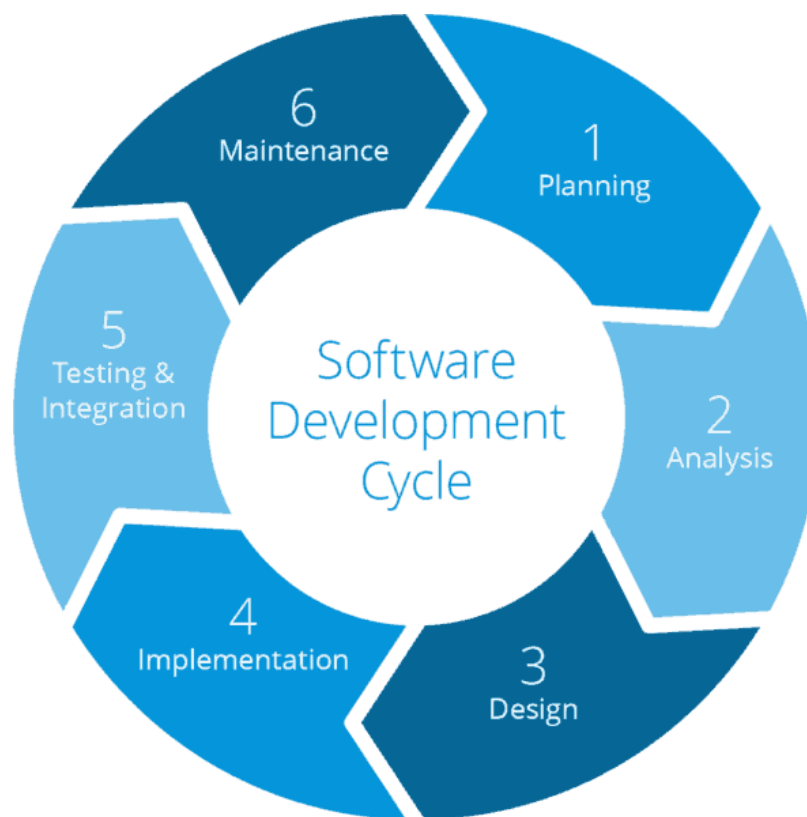 Software
Development
Cycle
1
Planning
2
Analysis
3
Design
4
Implementation
5
Testing &
Integration
6
Maintenance